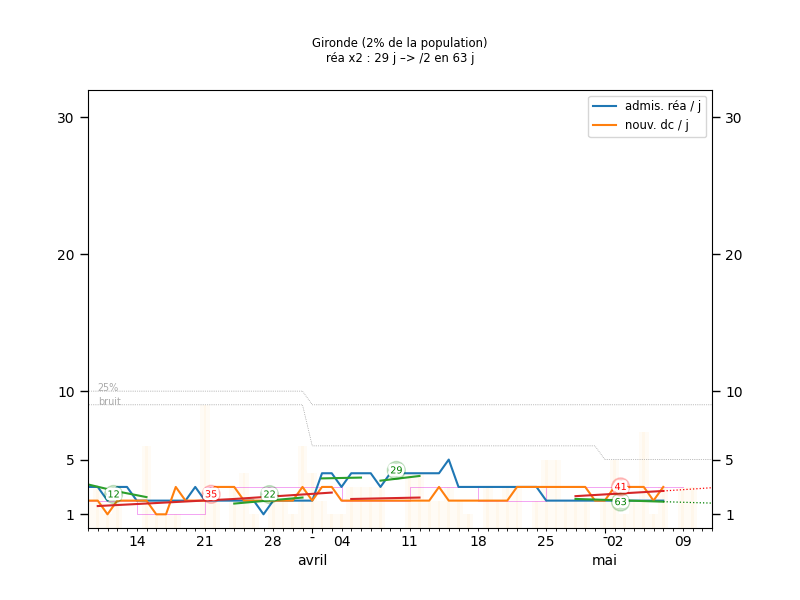 Gironde (2% de la population)
réa x2 : 29 j –> /2 en 63 j
admis. réa / j
nouv. dc / j
30 30
20 20
10 10
5 5
1 1
25%
bruit
12 35 22 29 41 63
14 21 28 - 04 11 18 25 - 02 09
avril mai